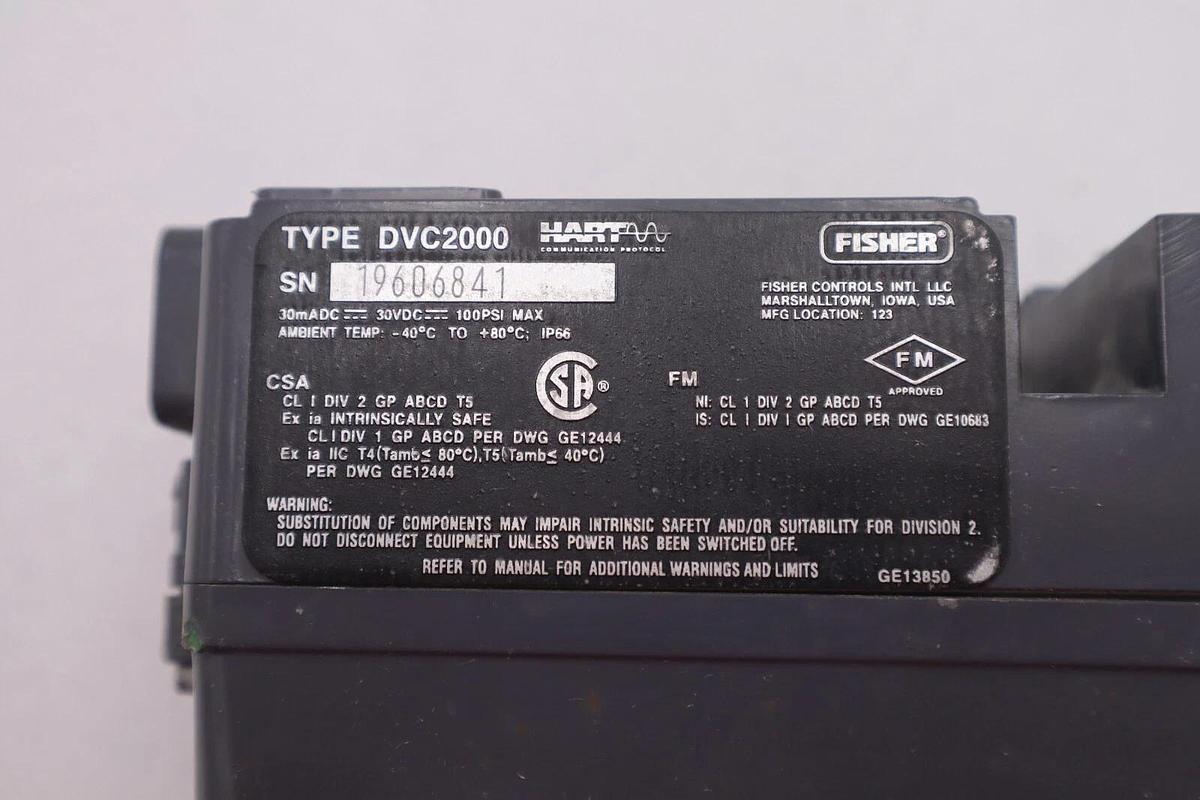 TYPE DVC2000 HART FISHER®
COMMUNICATION PROTOCOL
SN 19606841
FISHER CONTROLS INTL LLC
MARSHALLTOWN, IOWA, USA
MFG LOCATION: 123
30mADC 30VDC 100PSI MAX
AMBIENT TEMP: -40°C TO +80°C; IP66
CSA
CL I DIV 2 GP ABCD T5
Ex ia INTRINSICALLY SAFE
CL I DIV 1 GP ABCD PER DWG GE12444
Ex ia IIC T4(Tamb≤ 80°C),T5(Tamb≤ 40°C)
PER DWG GE12444
SA®
FM
FM
APPROVED
NI: CL 1 DIV 2 GP ABCD T5
IS: CL I DIV I GP ABCD PER DWG GE10683
WARNING:
SUBSTITUTION OF COMPONENTS MAY IMPAIR INTRINSIC SAFETY AND/OR SUITABILITY FOR DIVISION 2.
DO NOT DISCONNECT EQUIPMENT UNLESS POWER HAS BEEN SWITCHED OFF.
REFER TO MANUAL FOR ADDITIONAL WARNINGS AND LIMITS
GE13850